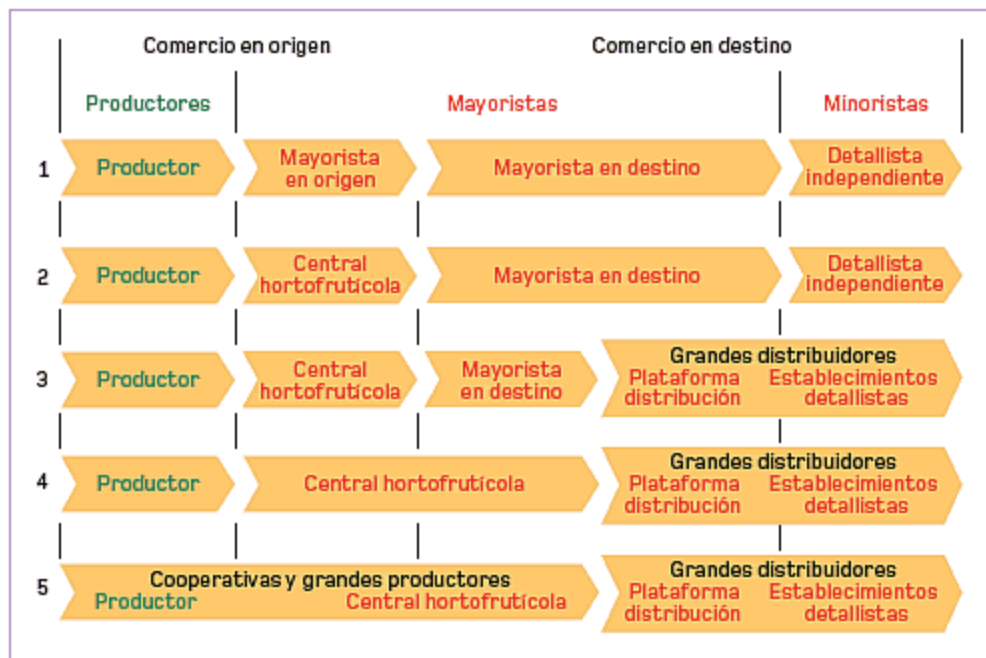 Comercio en origen
Comercio en destino
Productores
Mayoristas
Minoristas
1
Productor
Mayorista
en origen
Mayorista en destino
Detallista
independiente
2
Productor
Central
hortofrutícola
Mayorista en destino
Detallista
independiente
3
Productor
Central
hortofrutícola
Mayorista
en destino
Grandes distribuidores
Plataforma
distribución
Establecimientos
detallistas
4
Productor
Central hortofrutícola
Grandes distribuidores
Plataforma
distribución
Establecimientos
detallistas
5
Cooperativas y grandes productores
Productor
Central hortofrutícola
Grandes distribuidores
Plataforma
distribución
Establecimientos
detallistas